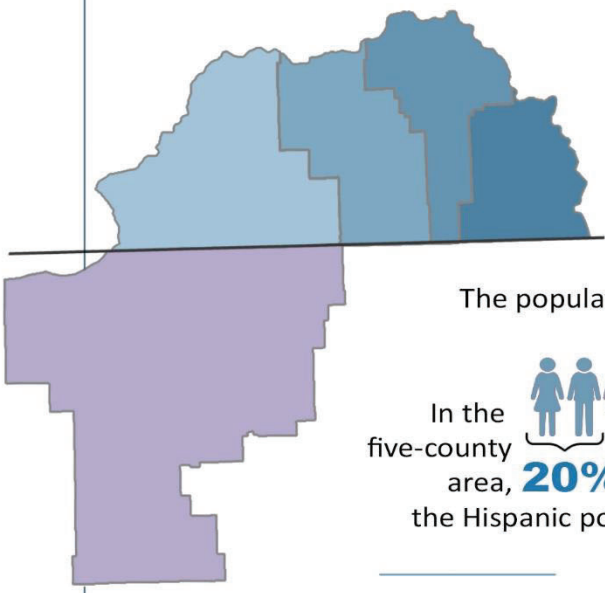 The popula
In the
five-county
area, 20%
the Hispanic po